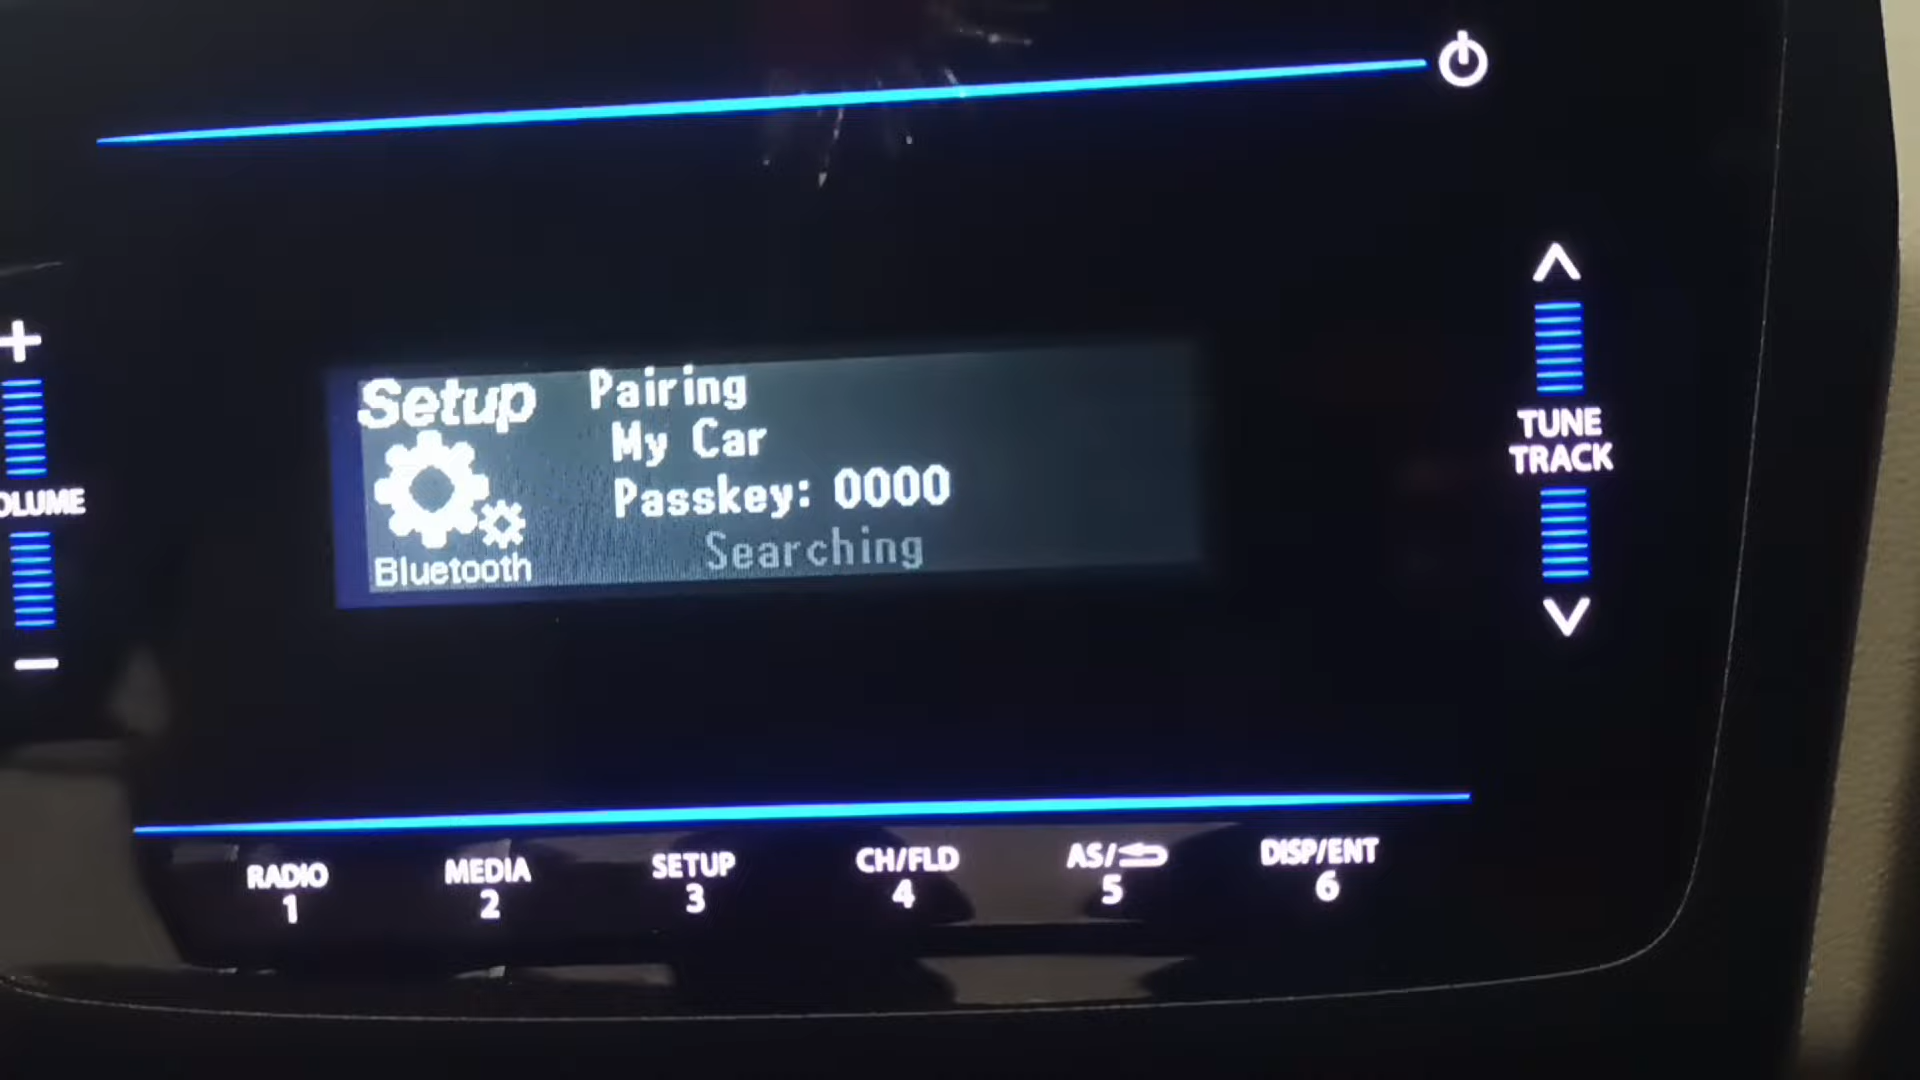 Setup
Bluetooth
Pairing
My Car
Passkey: 0000
Searching
+
OLUME
−
TUNE
TRACK
RADIO
1
MEDIA
2
SETUP
3
CH/FLD
4
AS/
5
DISP/ENT
6